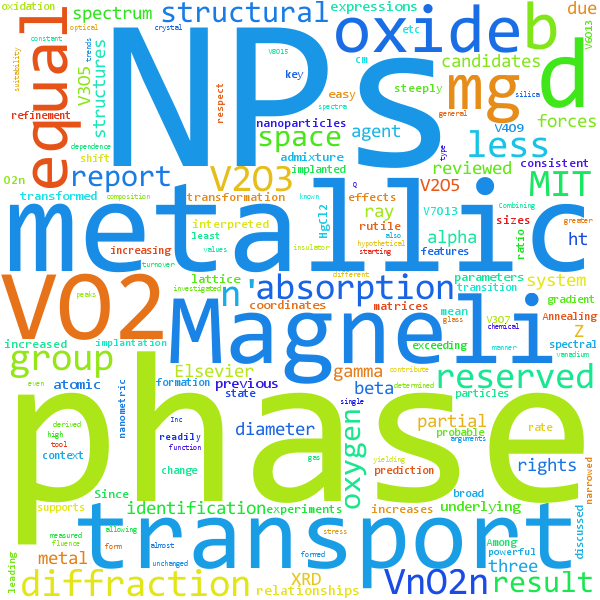 oxidation spectrum structural oxide b expressions due
optical crystal V8O15 etc V6O13
trends constant CIII candidates
suitability V3O5 equal NPs key mg d
structures refinement respect nanoparticles steeply easy silica general
dependence spectra space agent less V4O9 forces
shift admixture implanted reviewed consistent type
O2n report V2O3 effects V2O5 MIT
transformed transformation ray
interpreted HgCl2 rutile V7O13 sizes
increasing least metallic alpha ht
insulator features known Combining greater
composition values also starting hypothetical ratio
turnover different parameters
VO2 lattice n' absorption matrices system transition gradient
peaks investigated coordinates mean V3O7 Annealing
increased implantation glass chemical Z spectral
Elsevier Magneli manner vanadium
group gamma exceeding
atomic previous beta particles reserved
nanometric formation state even contribute
probable determined single partial
derived readily diameter oxygen rate
high Inc prediction rights
tool function arguments yielding
phase
context change gas
supports Since identification experiments increases underlying
measured metal broad Among narrowed
fluence three powerful discussed
leading allowing form almost transport stress
unchanged formed
diffraction XRD relationships VnO2n result